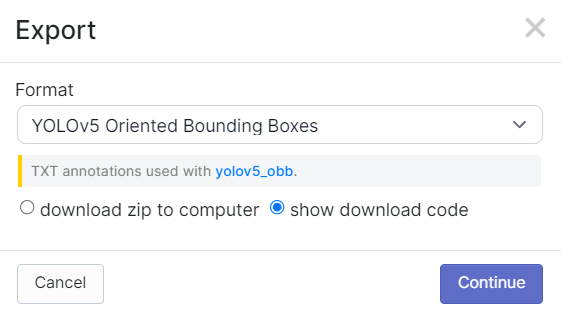 Export
Format
YOLOv5 Oriented Bounding Boxes
TXT annotations used with yolov5_obb.
download zip to computer show download code
Cancel Continue